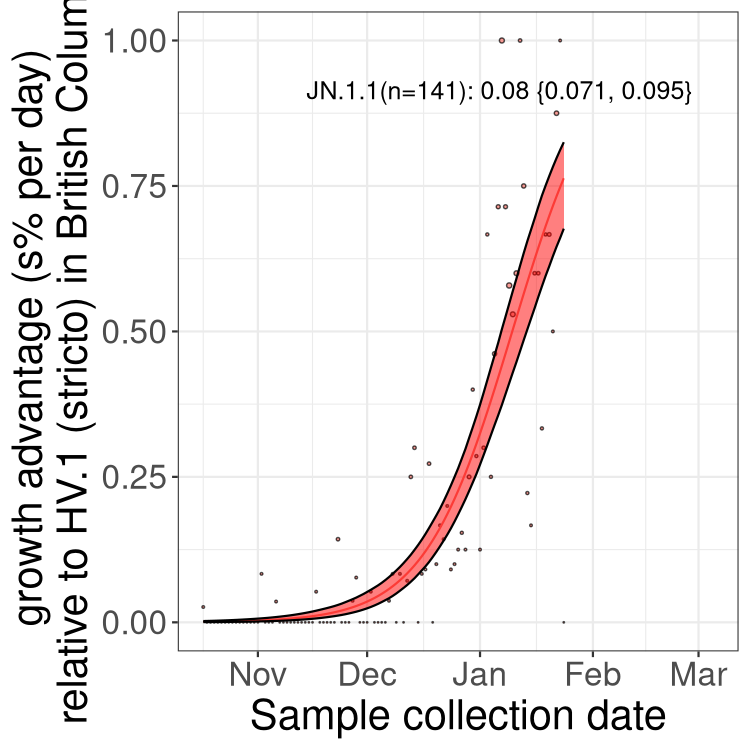 growth advantage (s% per day)
relative to HV.1 (stricto) in British Colum
1.00
0.75
0.50
0.25
0.00
JN.1.1(n=141): 0.08 {0.071, 0.095}
Nov Dec Jan Feb Mar
Sample collection date